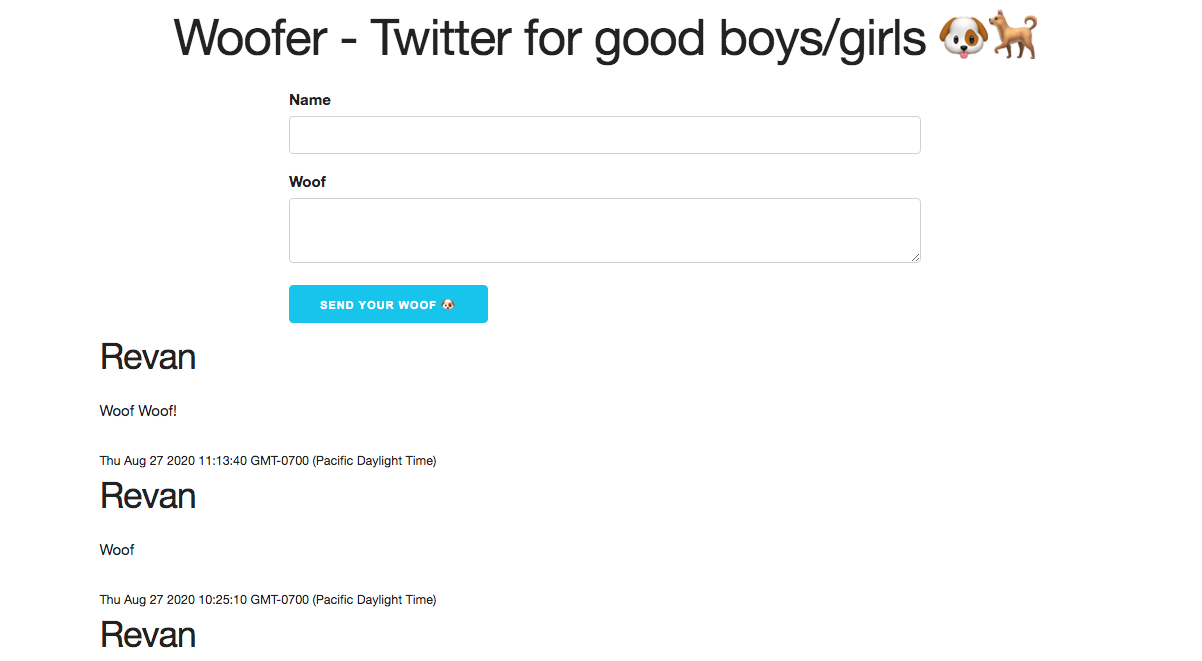 Woofer - Twitter for good boys/girls 🐶🐕
Name
Woof
SEND YOUR WOOF 🐶
Revan
Woof Woof!
Thu Aug 27 2020 11:13:40 GMT-0700 (Pacific Daylight Time)
Revan
Woof
Thu Aug 27 2020 10:25:10 GMT-0700 (Pacific Daylight Time)
Revan